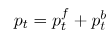 $p_t = p_t^f + p_t^b$